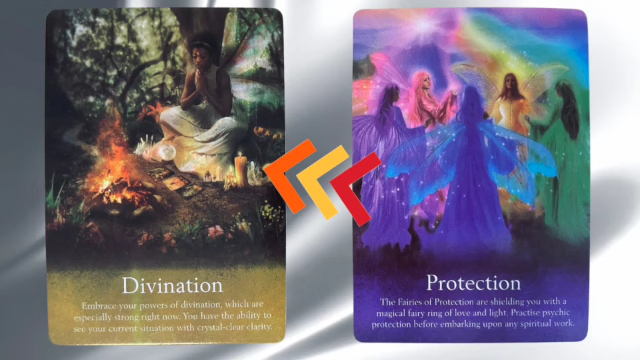 Divination
Embrace your powers of divination, which are
especially strong right now. You have the ability to
see your current situation with crystal-clear clarity.
Protection
The Fairies of Protection are shielding you with a
magical fairy ring of love and light. Practise psychic
protection before embarking upon any spiritual work.